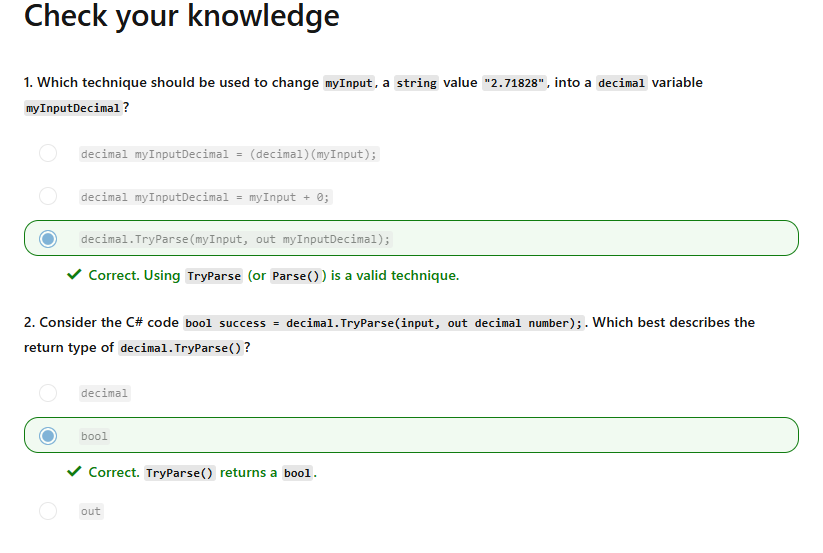 Check your knowledge
1. Which technique should be used to change myInput, a string value "2.71828", into a decimal variable
myInputDecimal?
decimal myInputDecimal = (decimal)(myInput);
decimal myInputDecimal = myInput + 0;
decimal.TryParse(myInput, out myInputDecimal);
Correct. Using TryParse (or Parse()) is a valid technique.
2. Consider the C# code bool success = decimal.TryParse(input, out decimal number);. Which best describes the
return type of decimal.TryParse()?
decimal
bool
Correct. TryParse() returns a bool.
out